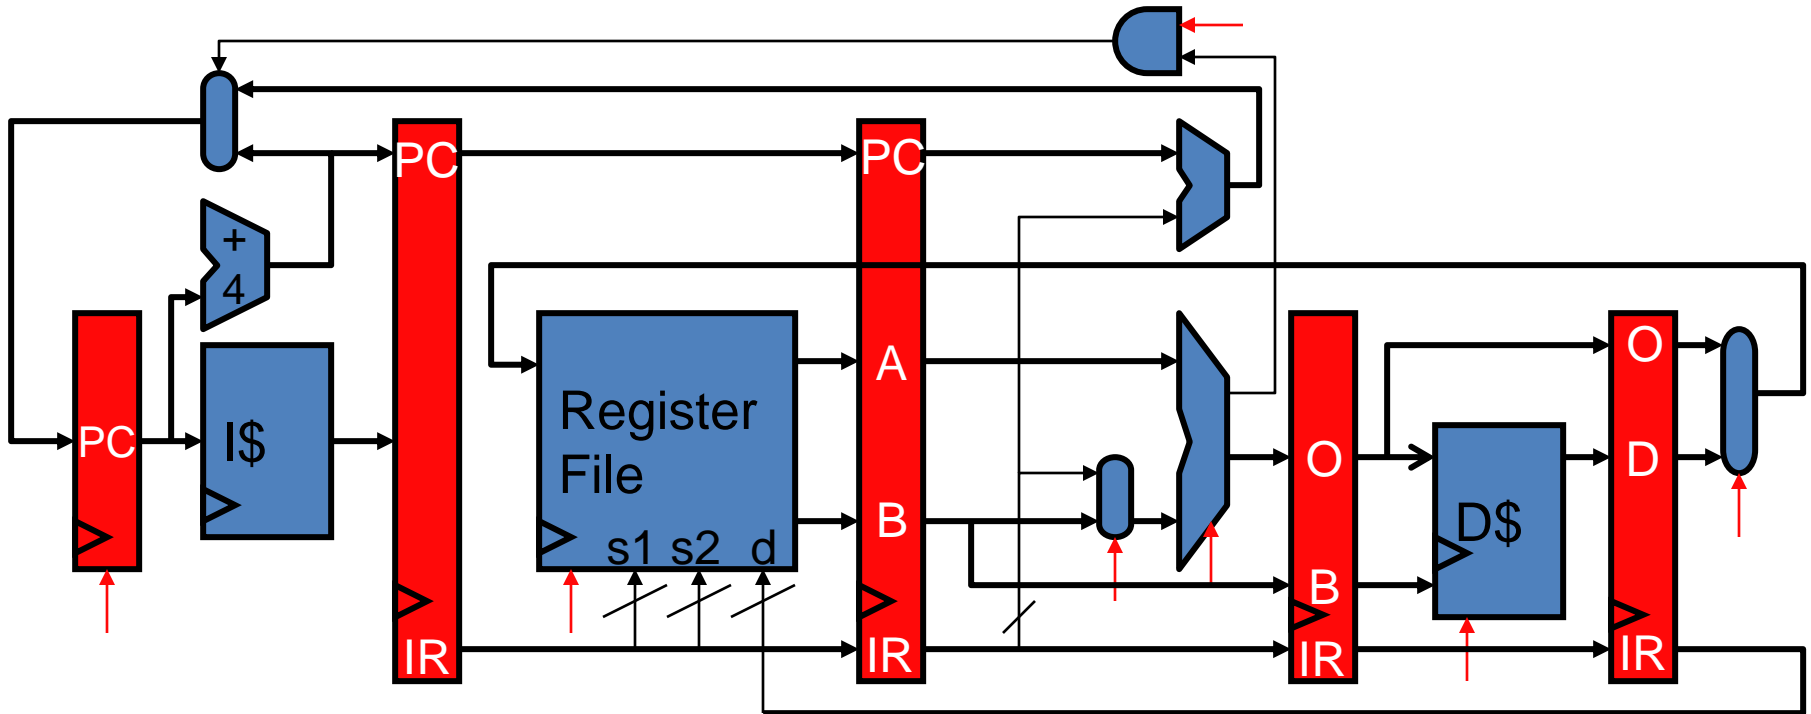 PC
PC
+
4
O
A
PC
I$
Register
File
O
D
B
D$
s1 s2 d
B
IR
IR
IR
IR